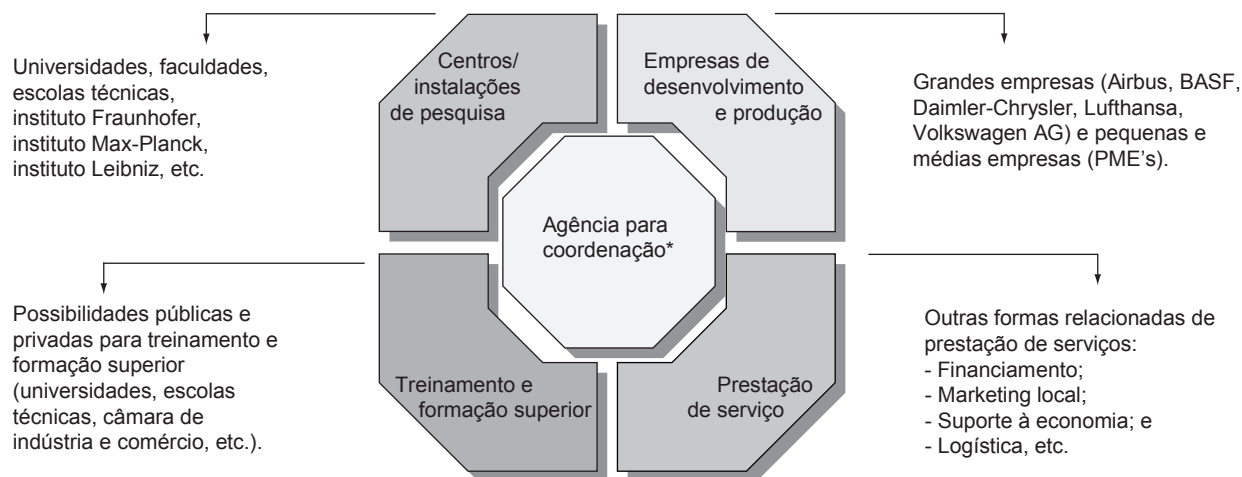 Universidades, faculdades,
escolas técnicas,
instituto Fraunhofer,
instituto Max-Planck,
instituto Leibniz, etc.
Centros/
instalações
de pesquisa
Empresas de
desenvolvimento
e produção
Grandes empresas (Airbus, BASF,
Daimler-Chrysler, Lufthansa,
Volkswagen AG) e pequenas e
médias empresas (PME's).
Agência para
coordenação*
Possibilidades públicas e
privadas para treinamento e
formação superior
(universidades, escolas
técnicas, câmara de
indústria e comércio, etc.).
Treinamento e
formação superior
Prestação
de serviço
Outras formas relacionadas de
prestação de serviços:
- Financiamento;
- Marketing local;
- Suporte à economia; e
- Logística, etc.